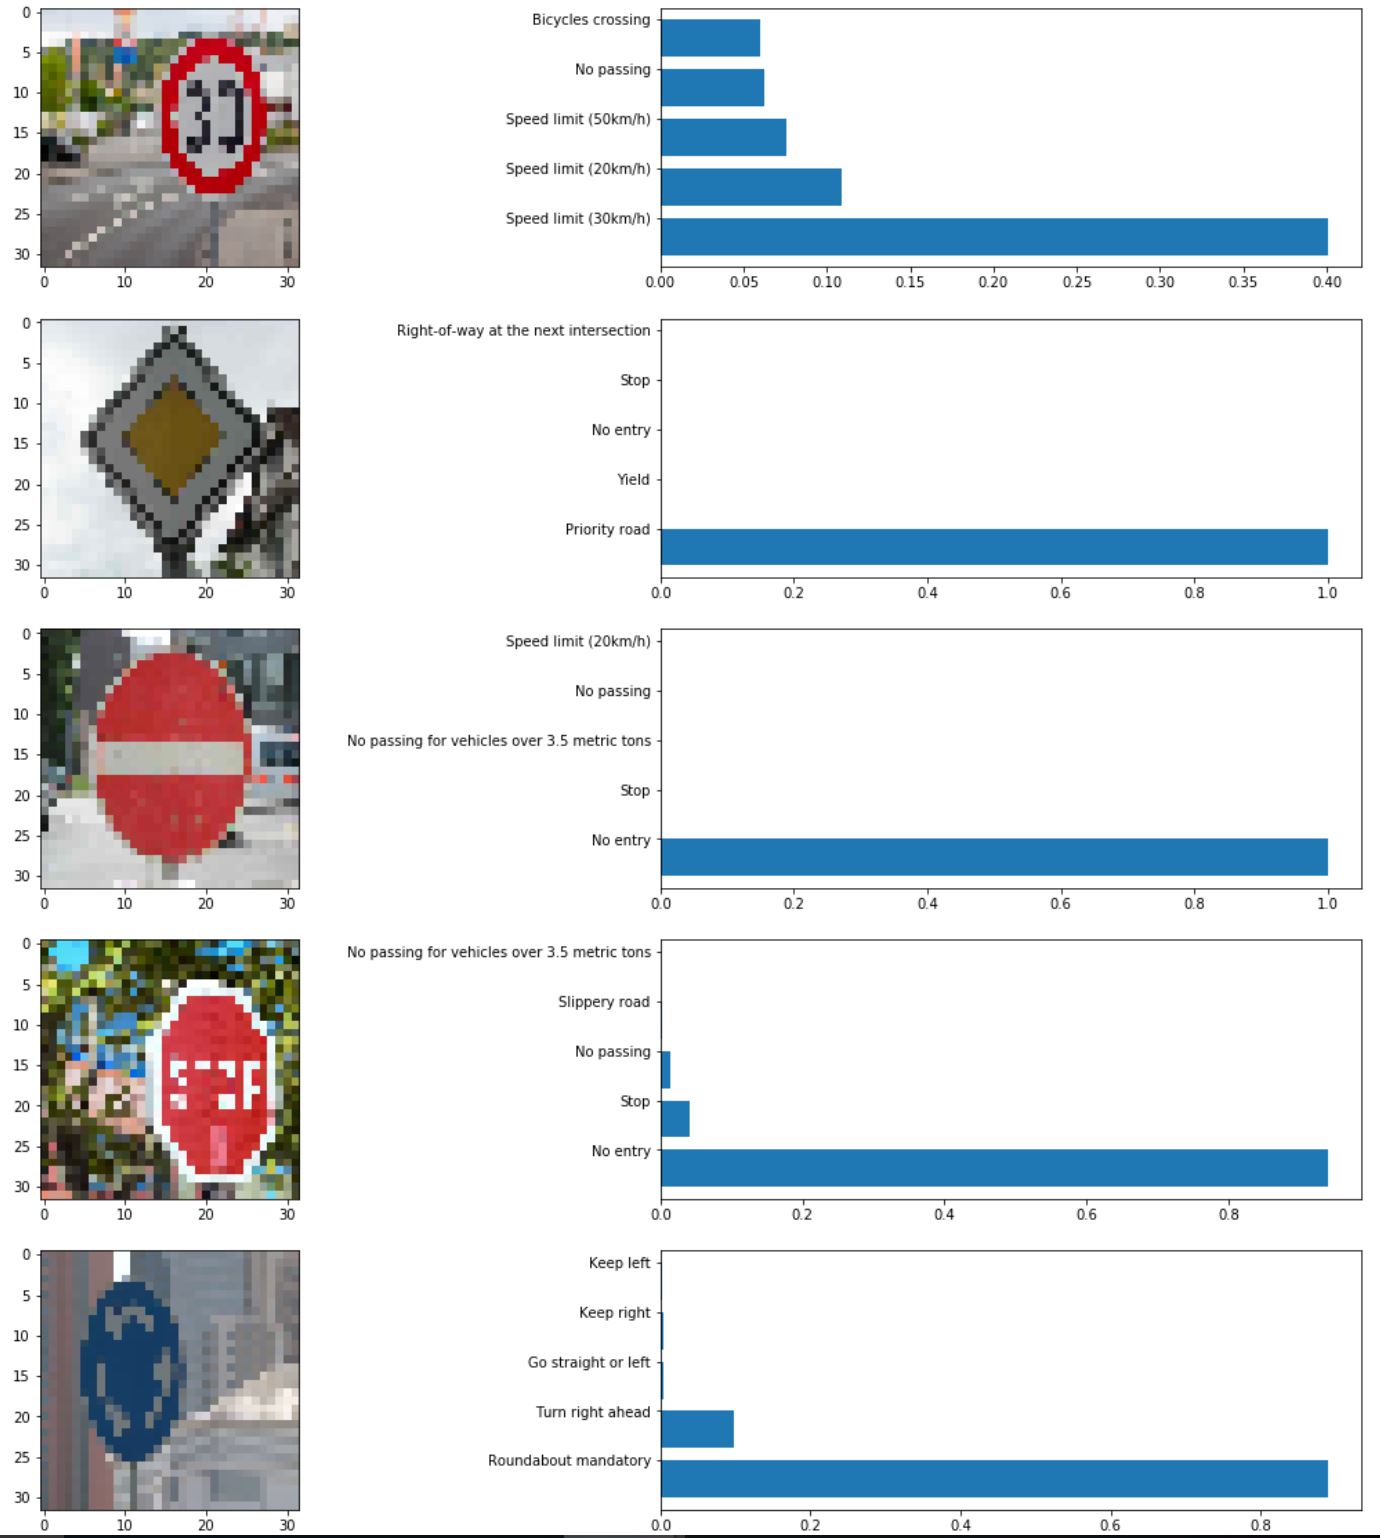 0
5
10
15
20
25
30
0 10 20 30
30
Bicycles crossing
No passing
Speed limit (50km/h)
Speed limit (20km/h)
Speed limit (30km/h)
0.00 0.05 0.10 0.15 0.20 0.25 0.30 0.35 0.40
0
5
10
15
20
25
30
0 10 20 30
Right-of-way at the next intersection
Stop
No entry
Yield
Priority road
0.0 0.2 0.4 0.6 0.8 1.0
0
5
10
15
20
25
30
0 10 20 30
Speed limit (20km/h)
No passing
No passing for vehicles over 3.5 metric tons
Stop
No entry
0.0 0.2 0.4 0.6 0.8 1.0
0
5
10
15
20
25
30
0 10 20 30
No passing for vehicles over 3.5 metric tons
Slippery road
No passing
Stop
No entry
0.0 0.2 0.4 0.6 0.8
0
5
10
15
20
25
30
0 10 20 30
Keep left
Keep right
Go straight or left
Turn right ahead
Roundabout mandatory
0.0 0.2 0.4 0.6 0.8